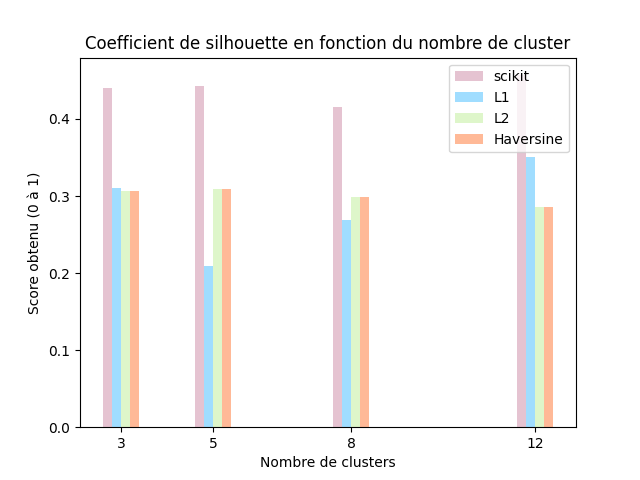 Coefficient de silhouette en fonction du nombre de cluster
scikit
L1
L2
Haversine
Score obtenu (0 à 1)
0.4
0.3
0.2
0.1
0.0
3 5 8 12
Nombre de clusters